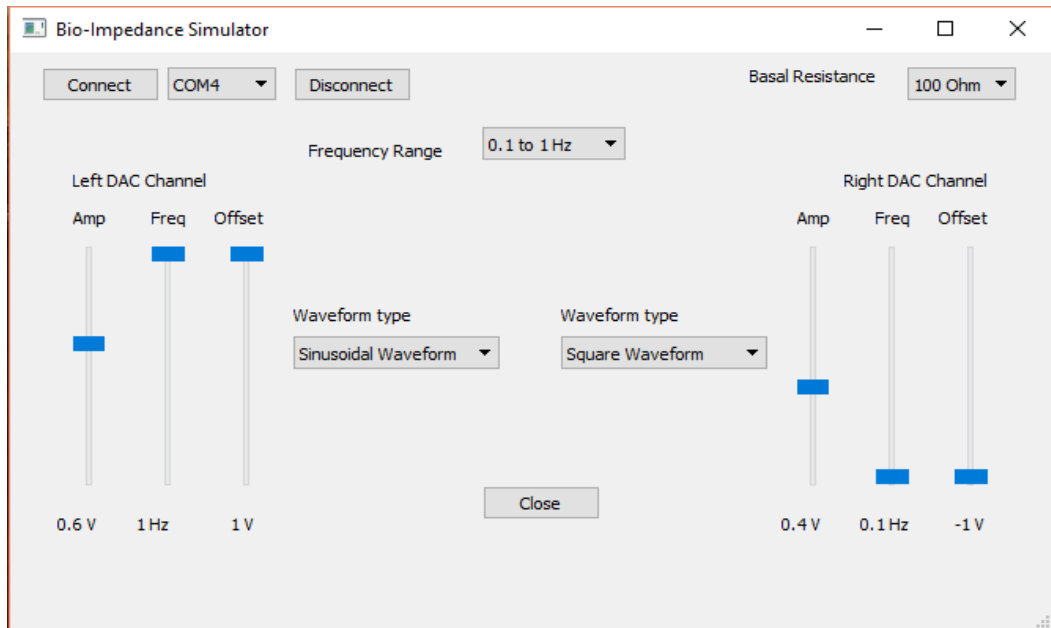 Bio-Impedance Simulator
Connect COM4 Disconnect Basal Resistance 100 Ohm
Frequency Range 0.1 to 1 Hz
Left DAC Channel Right DAC Channel
Amp Freq Offset Amp Freq Offset
Waveform type Waveform type
Sinusoidal Waveform Square Waveform
Close
0.6 V 1 Hz 1 V 0.4 V 0.1 Hz -1 V